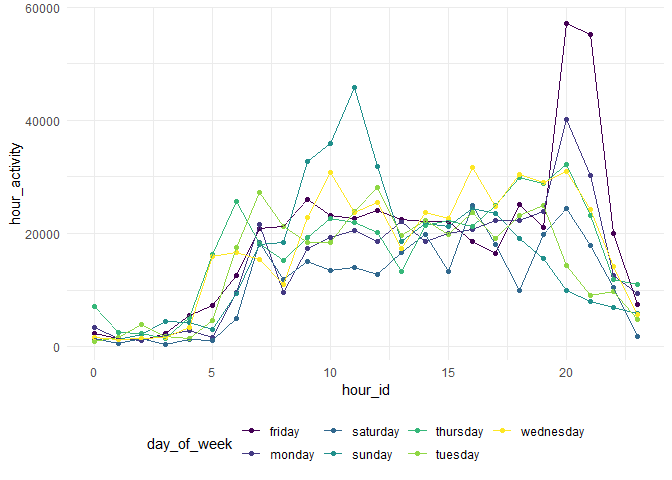 60000
40000
20000
0
hour_activity
0 5 10 15 20
hour_id
day_of_week
friday saturday thursday wednesday
monday sunday tuesday